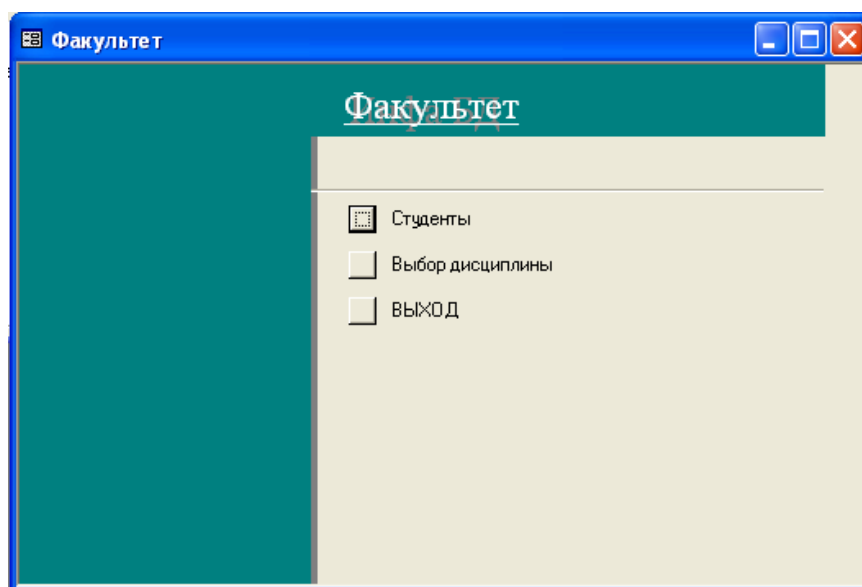 Факультет
Факультет
Студенты
Выбор дисциплины
ВЫХОД